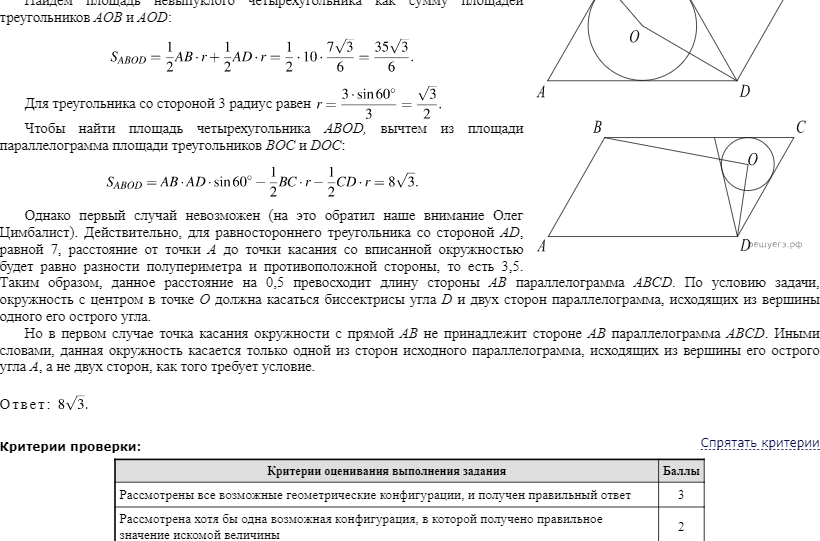 Найдем площадь невыпуклого четырехугольника как сумму площадей
треугольников AOB и AOD:
S_{ABOD} = \frac{1}{2}AB \cdot r + \frac{1}{2}AD \cdot r = \frac{1}{2} \cdot 10 \cdot \frac{7\sqrt{3}}{6} = \frac{35\sqrt{3}}{6}.
Для треугольника со стороной 3 радиус равен r = \frac{3 \cdot \sin 60°}{3} = \frac{\sqrt{3}}{2}.
Чтобы найти площадь четырехугольника ABOD, вычтем из площади
параллелограмма площади треугольников BOC и DOC:
S_{ABOD} = AB \cdot AD \cdot \sin 60° - \frac{1}{2}BC \cdot r - \frac{1}{2}CD \cdot r = 8\sqrt{3}.
Однако первый случай невозможен (на это обратил наше внимание Олег
Цимбалист). Действительно, для равностороннего треугольника со стороной AD,
равной 7, расстояние от точки A до точки касания со вписанной окружностью
будет равно разности полупериметра и противоположной стороны, то есть 3,5.
Таким образом, данное расстояние на 0,5 превосходит длину стороны AB параллелограмма ABCD. По условию задачи,
окружность с центром в точке O должна касаться биссектрисы угла D и двух сторон параллелограмма, исходящих из вершины
одного его острого угла.
Но в первом случае точка касания окружности с прямой AB не принадлежит стороне AB параллелограмма ABCD. Иными
словами, данная окружность касается только одной из сторон исходного параллелограмма, исходящих из вершины его острого
угла A, а не двух сторон, как того требует условие.
O
A
D
B
C
O
A
D
решуегэ.рф
Ответ: 8\sqrt{3}.
Критерии проверки:
Спрятать критерии
Критерии оценивания выполнения задания Баллы
Рассмотрены все возможные геометрические конфигурации, и получен правильный ответ 3
Рассмотрена хотя бы одна возможная конфигурация, в которой получено правильное 2
значение искомой величины